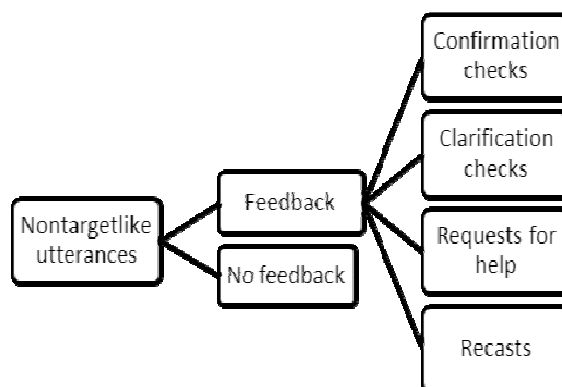 Nontargetlike
utterances
Feedback
No feedback
Confirmation
checks
Clarification
checks
Requests for
help
Recasts